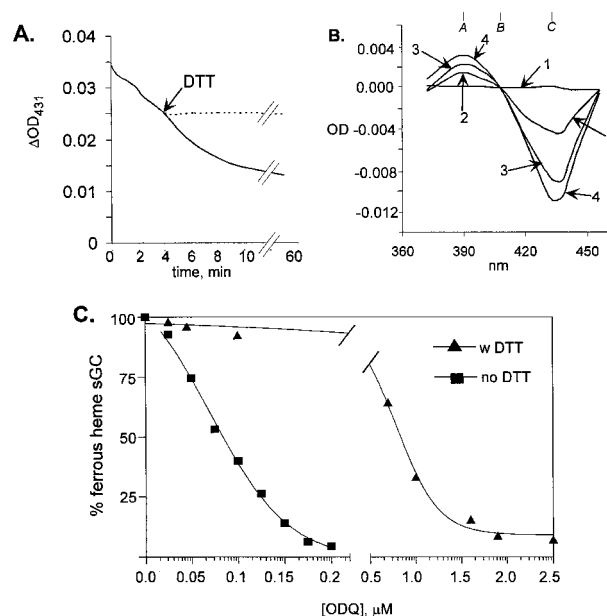 A.
0.04
0.03
0.02
0.01
0
ΔOD431
DTT
0 2 4 6 8 10 60
time, min
B.
A B C
0.004
0.000
OD -0.004
-0.008
-0.012
3
4
1
2
3
4
360 390 420 450
nm
C.
100
75
50
25
% ferrous heme sGC
w DTT
no DTT
0.0 0.05 0.1 0.15 0.2 0.5 1.0 1.5 2.0 2.5
[ODQ], μM